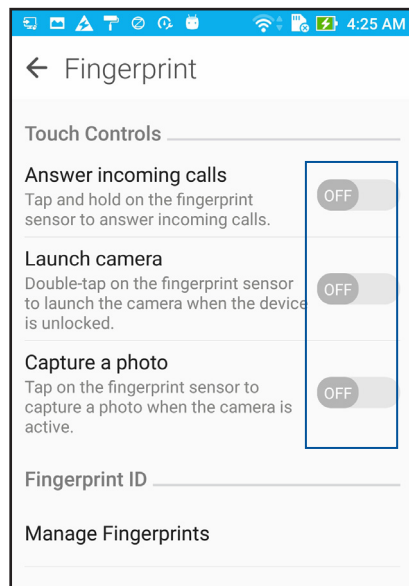 4:25 AM
Fingerprint
Touch Controls
Answer incoming calls
Tap and hold on the fingerprint
sensor to answer incoming calls.
OFF
Launch camera
Double-tap on the fingerprint sensor
to launch the camera when the device
is unlocked.
OFF
Capture a photo
Tap on the fingerprint sensor to
capture a photo when the camera is
active.
OFF
Fingerprint ID
Manage Fingerprints